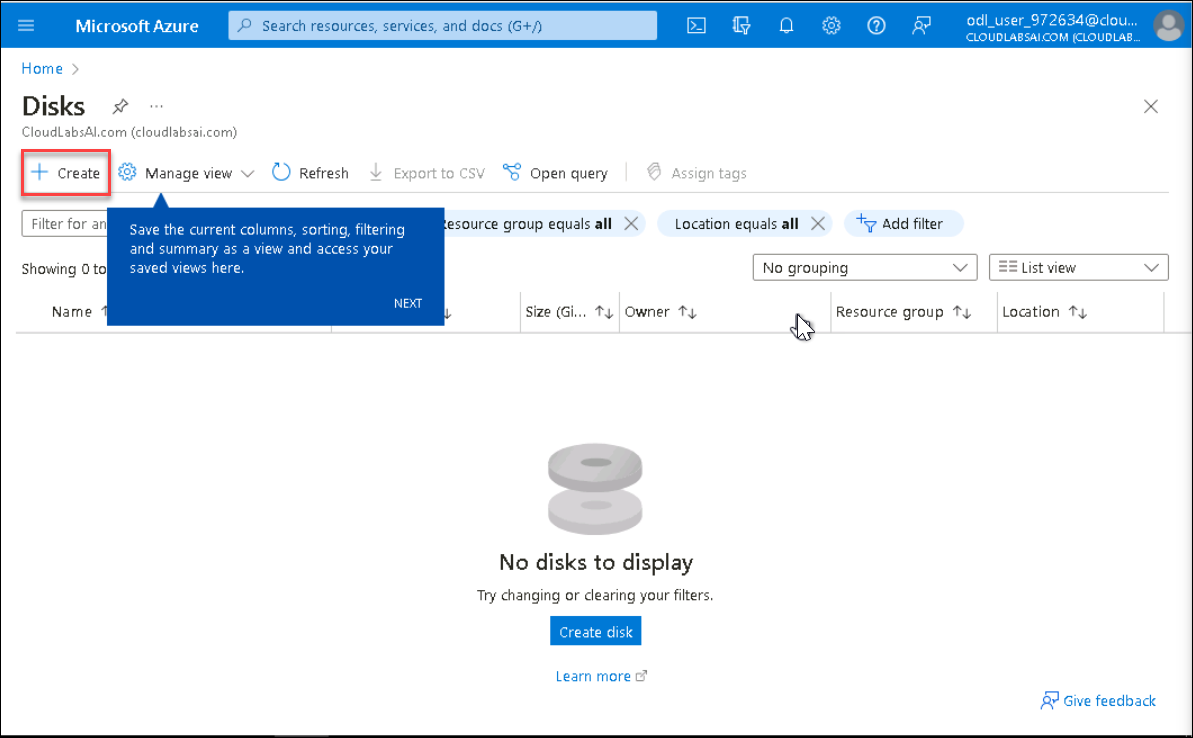 Microsoft Azure
Search resources, services, and docs (G+/)
odl_user_972634@clou...
CLOUDLABSAI.COM (CLOUDLAB...
Home
Disks
CloudLabsAI.com (cloudlabsai.com)
Create
Manage view
Refresh
Export to CSV
Open query
Assign tags
Filter for an
Resource group equals all
Location equals all
Add filter
Save the current columns, sorting, filtering
and summary as a view and access your
saved views here.
NEXT
Showing 0 to
No grouping
List view
Name
Size (Gi...
Owner
Resource group
Location
No disks to display
Try changing or clearing your filters.
Create disk
Learn more
Give feedback